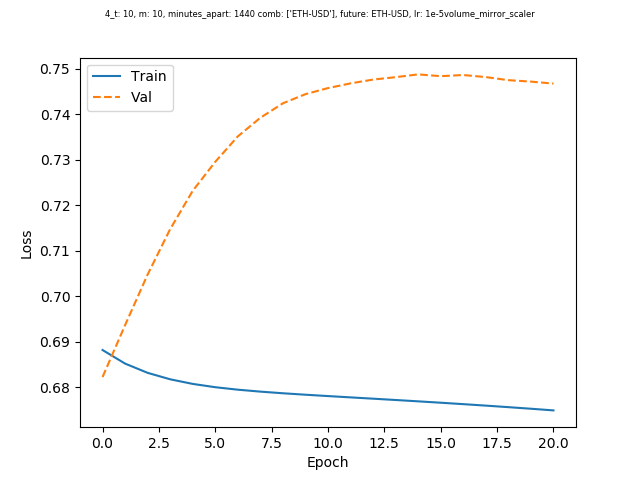 4_t: 10, m: 10, minutes_apart: 1440 comb: ['ETH-USD'], future: ETH-USD, lr: 1e-5volume_mirror_scaler
Train
Val
0.75
0.74
0.73
0.72
0.71
0.70
0.69
0.68
Loss
0.0 2.5 5.0 7.5 10.0 12.5 15.0 17.5 20.0
Epoch